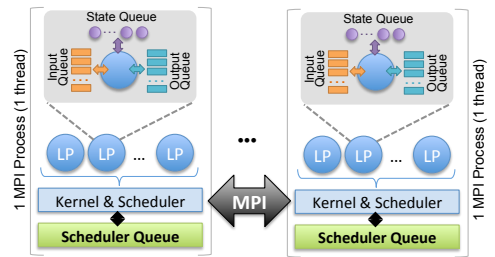 State Queue
Input Queue
Output Queue
1 MPI Process (1 thread)
LP LP ... LP
Kernel & Scheduler
Scheduler Queue
...
MPI
State Queue
Input Queue
Output Queue
LP LP ... LP
Kernel & Scheduler
Scheduler Queue
1 MPI Process (1 thread)